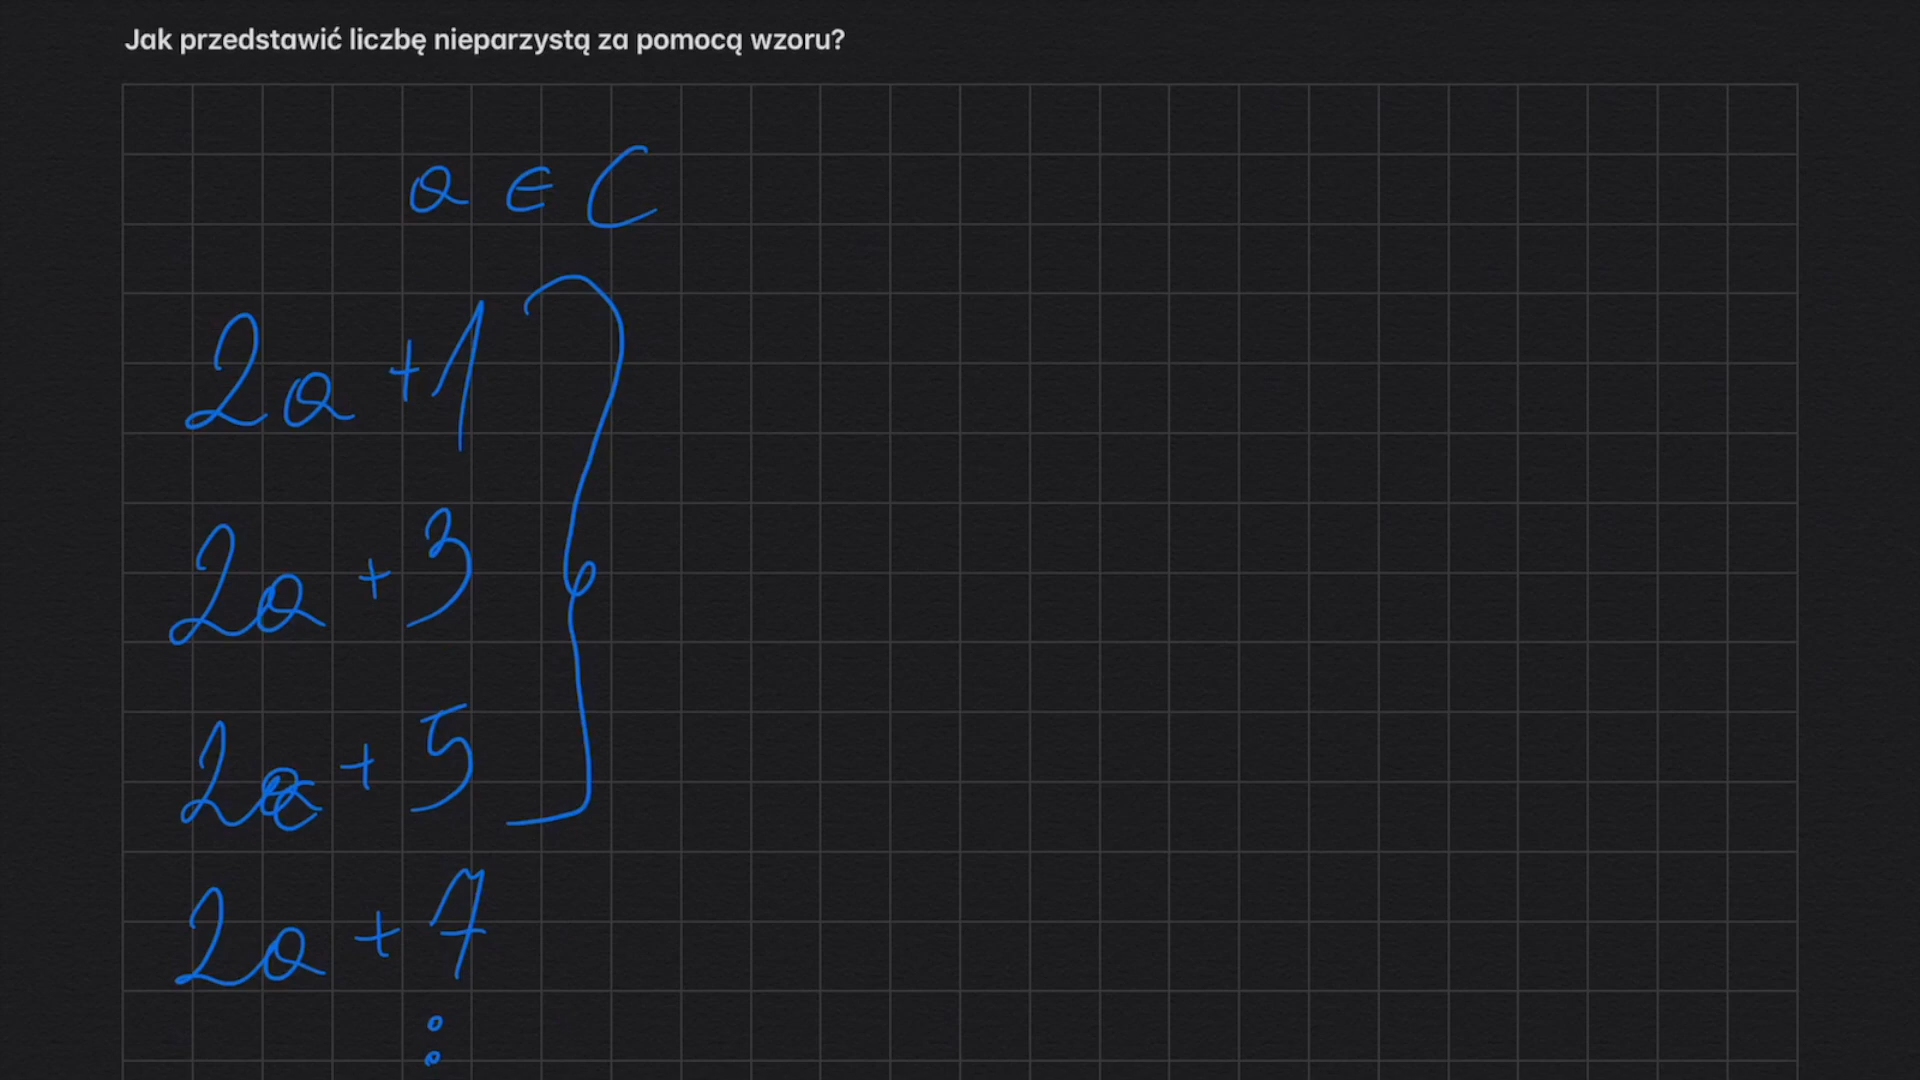 Jak przedstawić liczbę nieparzystą za pomocą wzoru?
a ∈ C
2a + 1
2a + 3
2a + 5
2a + 7
: